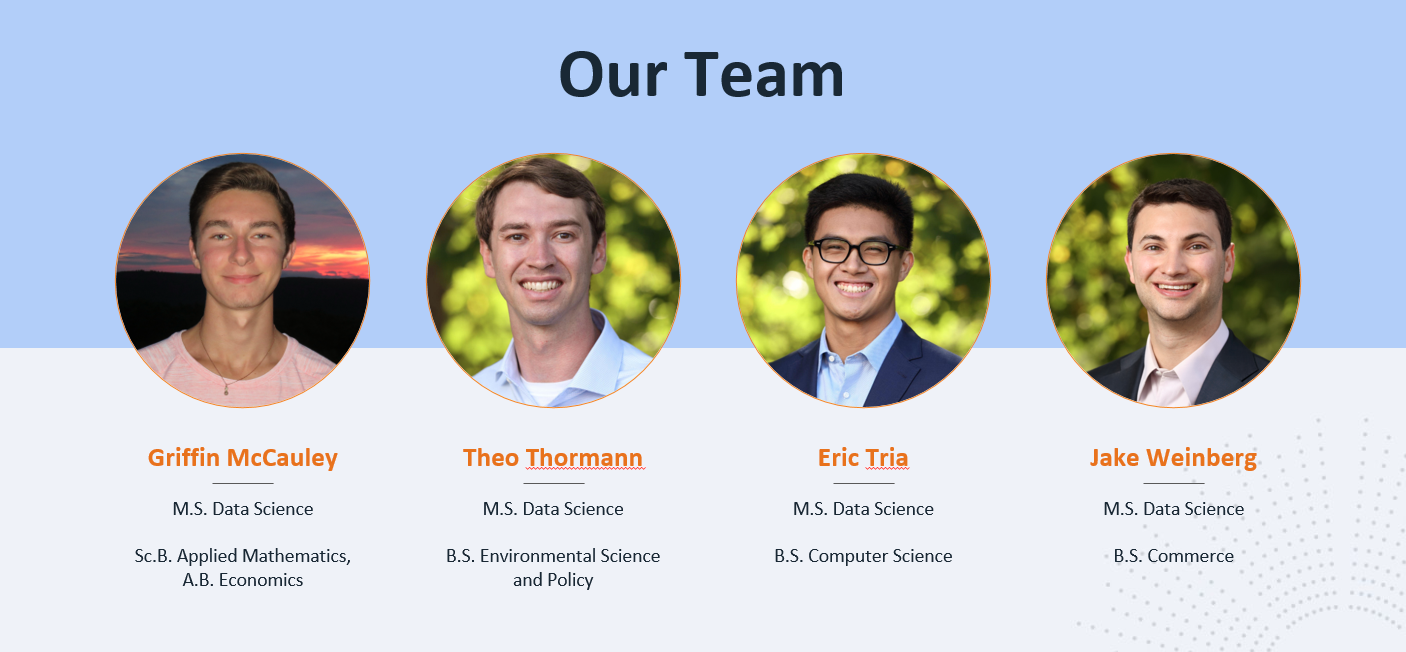 Our Team
Griffin McCauley
Theo Thormann
Eric Tria
Jake Weinberg
M.S. Data Science
M.S. Data Science
M.S. Data Science
M.S. Data Science
Sc.B. Applied Mathematics,
A.B. Economics
B.S. Environmental Science
and Policy
B.S. Computer Science
B.S. Commerce